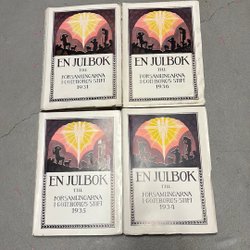 EN JULBOK
TILL
FÖRSAMLINGARNA
I GÖTEBORGS STIFT
1931
EN JULBOK
TILL
FÖRSAMLINGARNA
I GÖTEBORGS STIFT
1936
EN JULBOK
TILL
FÖRSAMLINGARNA
I GÖTEBORGS STIFT
1935
EN JULBOK
TILL
FÖRSAMLINGARNA
I GÖTEBORGS STIFT
1934